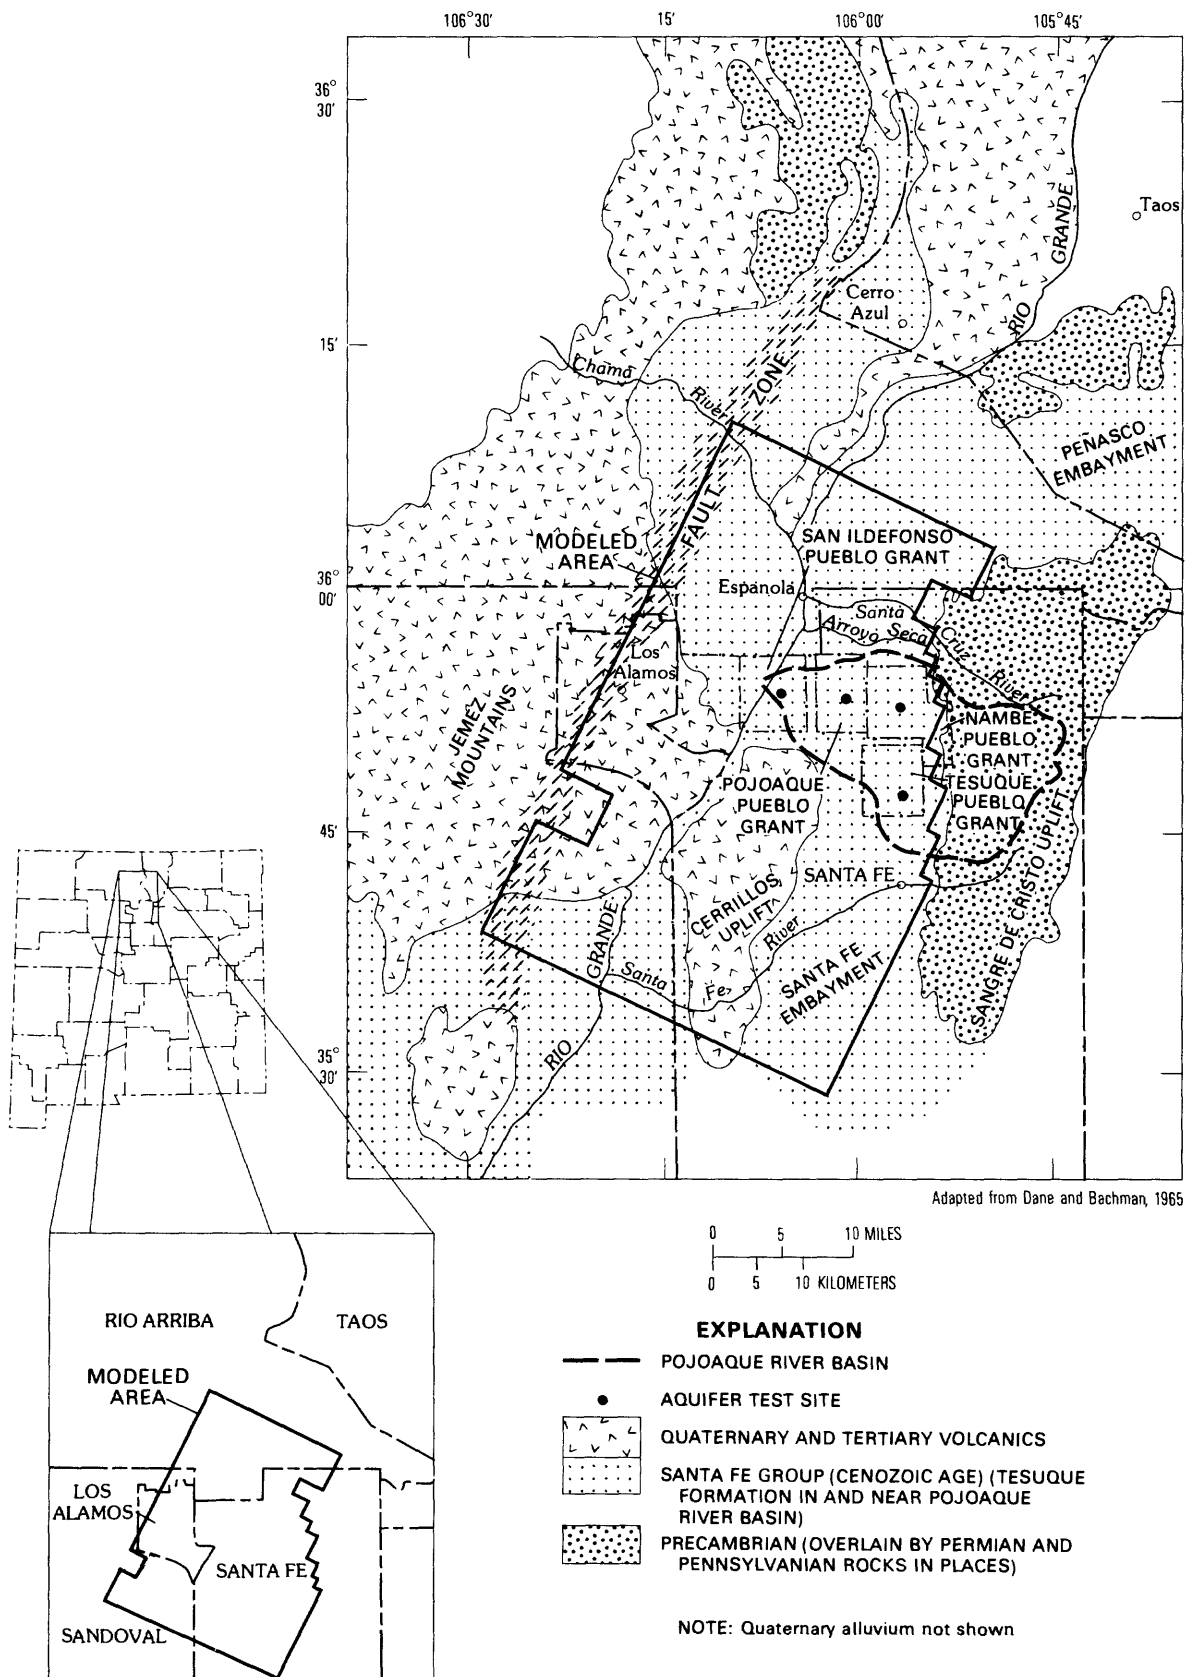 106°30'
15'
106°00'
105°45'
36°
30'
Taos
GRANDE
RIO
Cerro
Azul
15'
Chama
River
ZONE
PEÑASCO
EMBAYMENT
FAULT
MODELED
AREA
SAN ILDEFONSO
PUEBLO GRANT
36°
00'
Española
Santa
Arroyo Seca
Cruz
River
Los
Alamos
JEMEZ
MOUNTAINS
NAMBE
PUEBLO
GRANT
TESUQUE
PUEBLO
GRANT
POJOAQUE
PUEBLO
GRANT
45'
SANTA FE
CERRILLOS
UPLIFT
River
GRANDE
Santa
Fe
SANTA FE
EMBAYMENT
SANGRE DE CRISTO UPLIFT
RIO
35°
30'
Adapted from Dane and Bachman, 1965
0 5 10 MILES
0 5 10 KILOMETERS
RIO ARRIBA
TAOS
MODELED
AREA
LOS
ALAMOS
SANTA FE
SANDOVAL
EXPLANATION
POJOAQUE RIVER BASIN
AQUIFER TEST SITE
QUATERNARY AND TERTIARY VOLCANICS
SANTA FE GROUP (CENOZOIC AGE) (TESUQUE
FORMATION IN AND NEAR POJOAQUE
RIVER BASIN)
PRECAMBRIAN (OVERLAIN BY PERMIAN AND
PENNSYLVANIAN ROCKS IN PLACES)
NOTE: Quaternary alluvium not shown